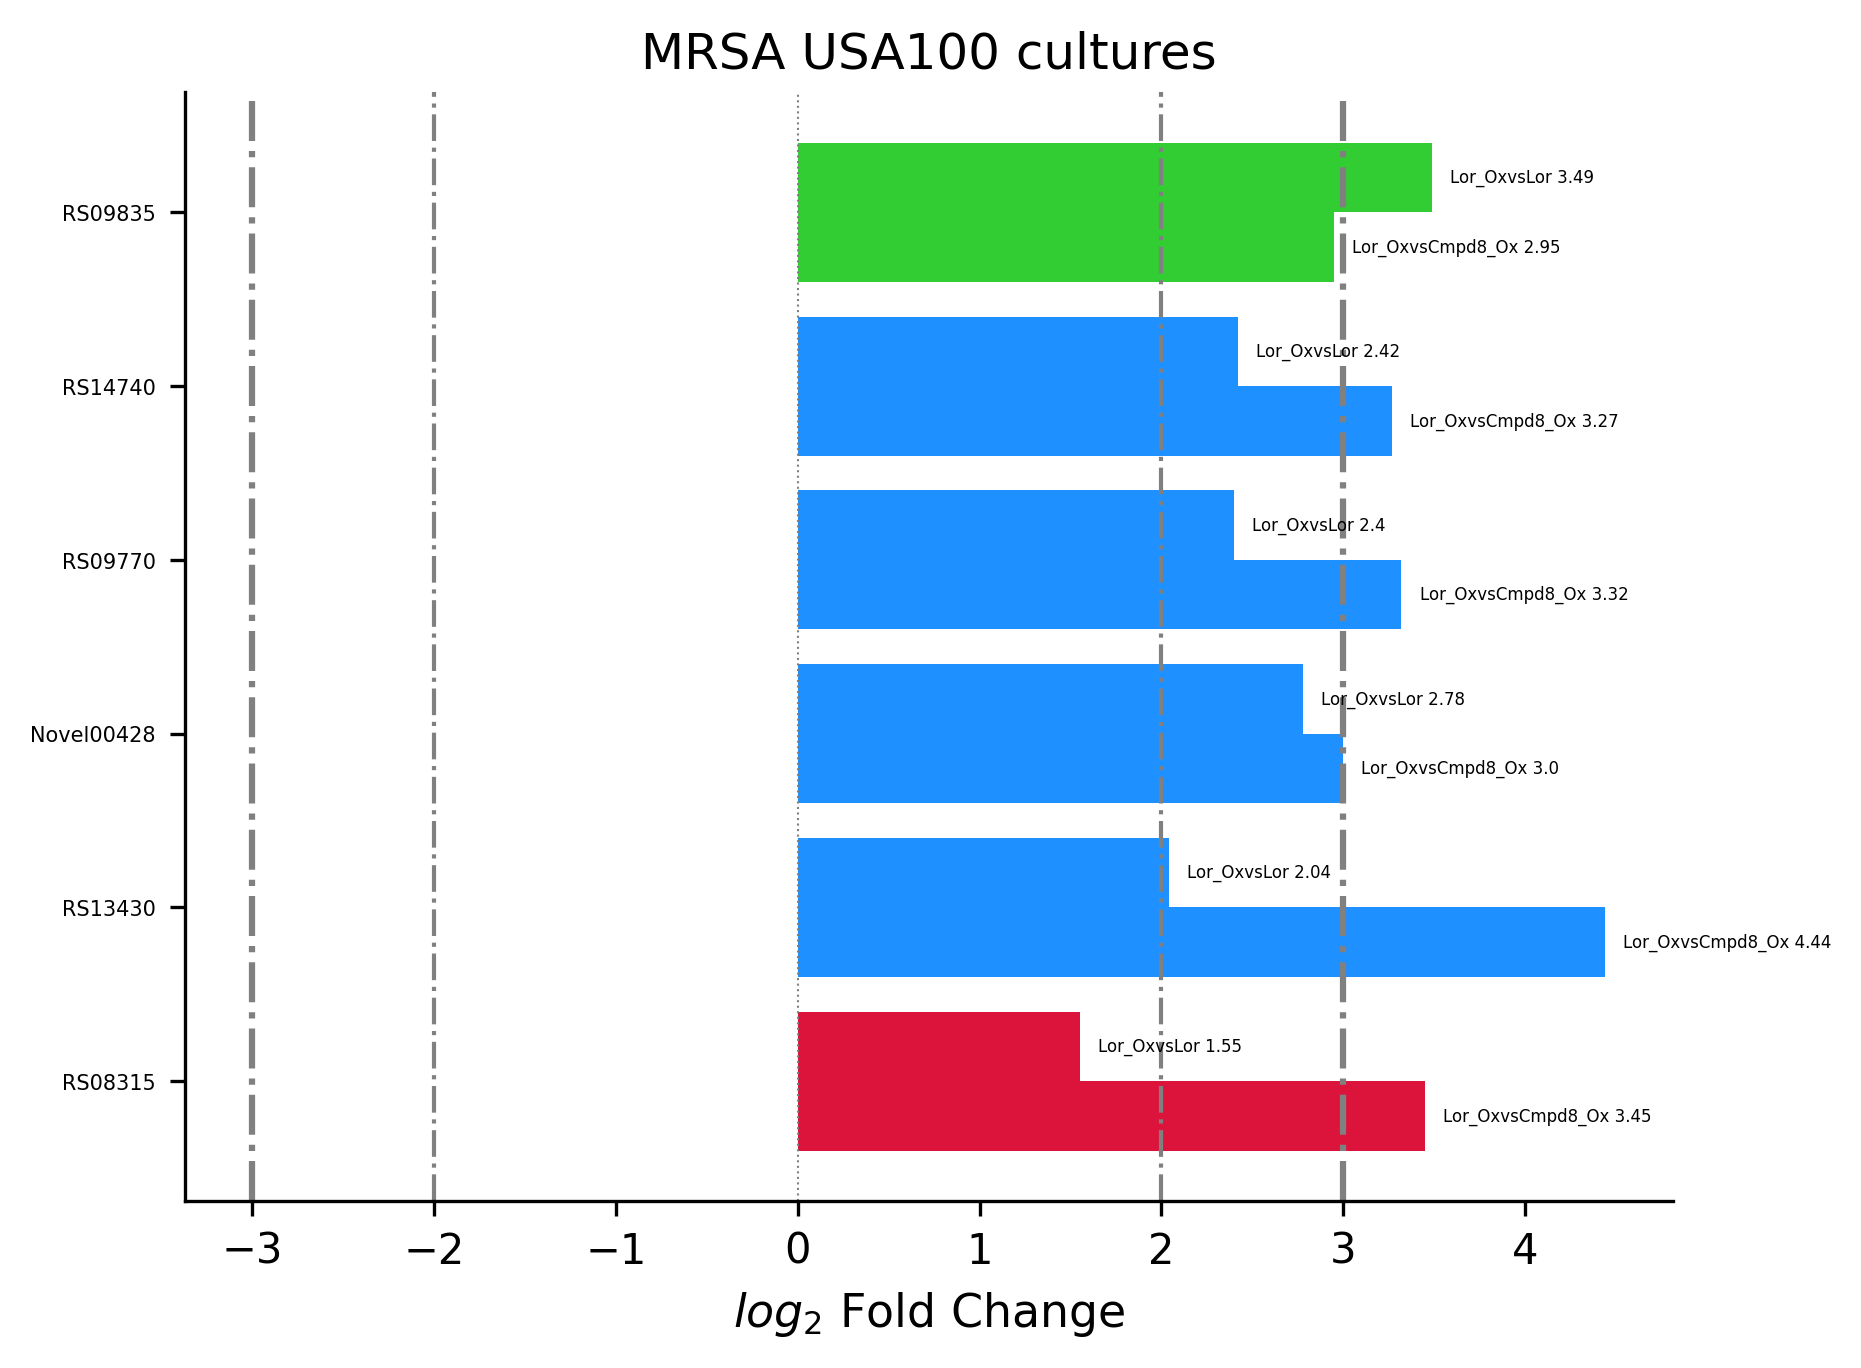 MRSA USA100 cultures
RS09835
Lor_OxvsLor 3.49
Lor_OxvsCmpd8_Ox 2.95
RS14740
Lor_OxvsLor 2.42
Lor_OxvsCmpd8_Ox 3.27
RS09770
Lor_OxvsLor 2.4
Lor_OxvsCmpd8_Ox 3.32
Novel00428
Lor_OxvsLor 2.78
Lor_OxvsCmpd8_Ox 3.0
RS13430
Lor_OxvsLor 2.04
Lor_OxvsCmpd8_Ox 4.44
RS08315
Lor_OxvsLor 1.55
Lor_OxvsCmpd8_Ox 3.45
−3 −2 −1 0 1 2 3 4
log₂ Fold Change